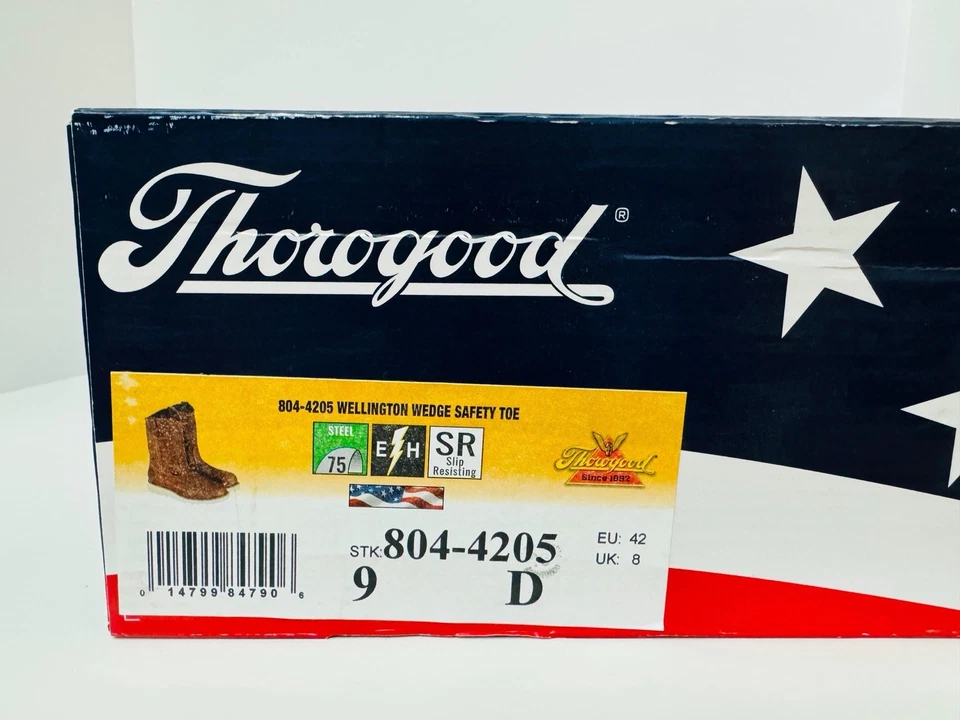 Thorogood®
804-4205 WELLINGTON WEDGE SAFETY TOE
STEEL
75
EH
SR
Slip
Resisting
Thorogood
Since 1892
STK: 804-4205
9 D
EU: 42
UK: 8
0 14799 84790 6